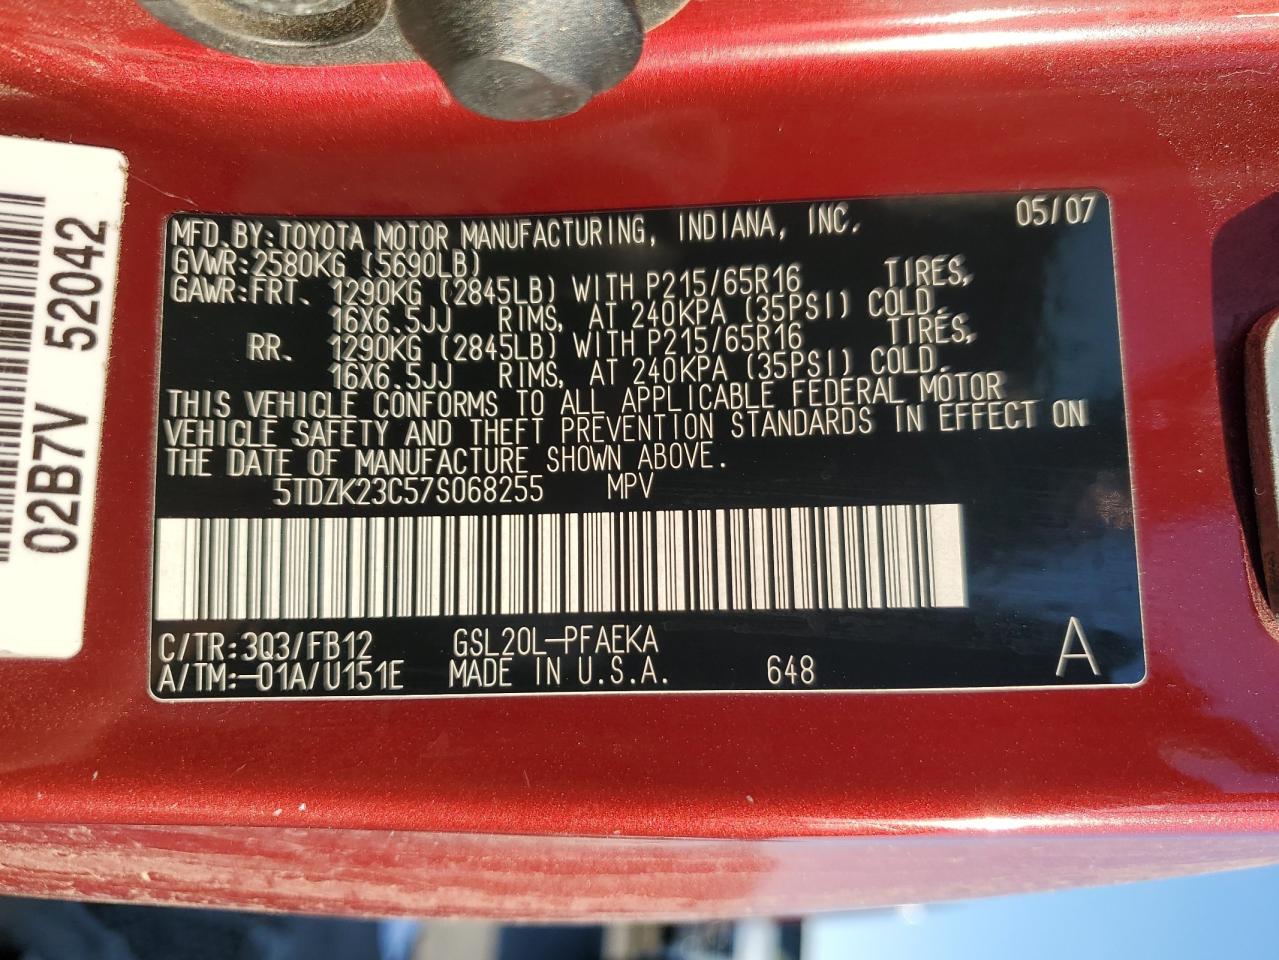 MFD.BY:TOYOTA MOTOR MANUFACTURING, INDIANA, INC. 05/07
GVWR:2580KG (5690LB)
GAWR:FRT. 1290KG (2845LB) WITH P215/65R16 TIRES,
16X6.5JJ RIMS, AT 240KPA (35PSI) COLD.
RR. 1290KG (2845LB) WITH P215/65R16 TIRES,
16X6.5JJ RIMS, AT 240KPA (35PSI) COLD.
THIS VEHICLE CONFORMS TO ALL APPLICABLE FEDERAL MOTOR
VEHICLE SAFETY AND THEFT PREVENTION STANDARDS IN EFFECT ON
THE DATE OF MANUFACTURE SHOWN ABOVE.
5TDZK23C57S068255 MPV
C/TR:3Q3/FB12 GSL20L-PFAEKA
A/TM:-01A/U151E MADE IN U.S.A. 648 A
02B7V 52042